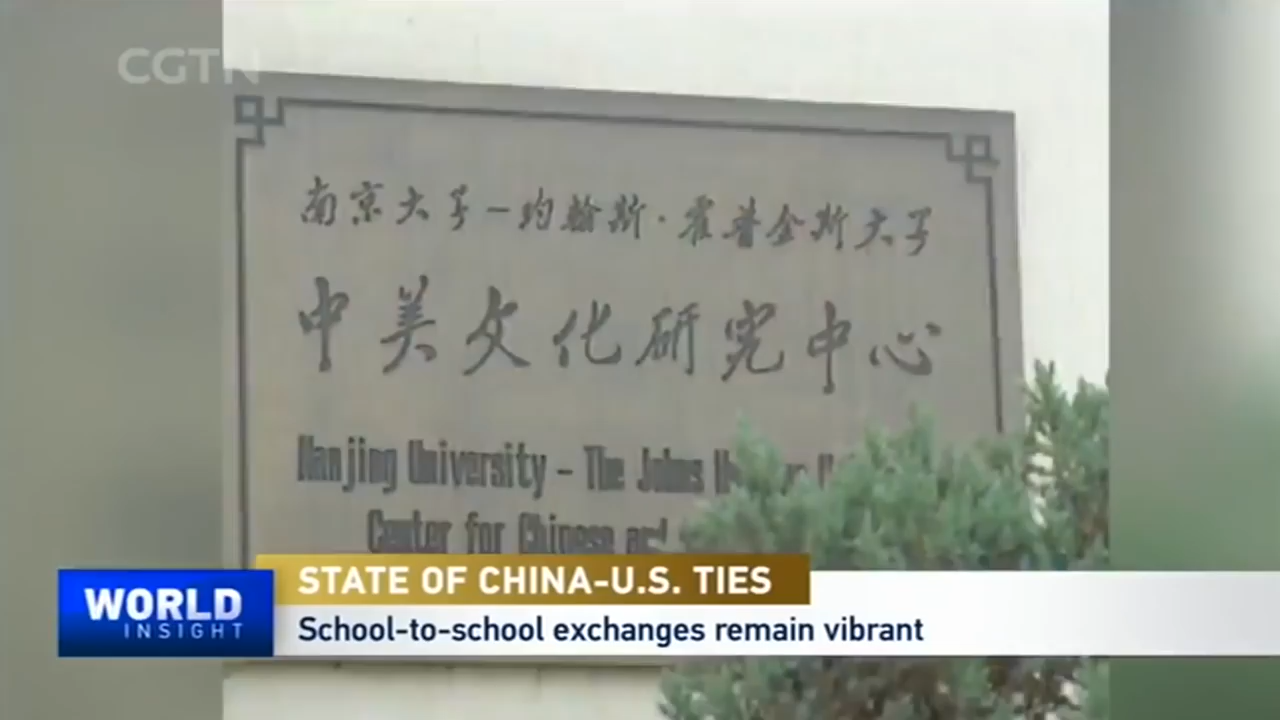 CGTN
南京大学-约翰斯·霍普金斯大学
中美文化研究中心
Nanjing University - The Johns
Center for Chinese and
STATE OF CHINA-U.S. TIES
WORLD
INSIGHT
School-to-school exchanges remain vibrant